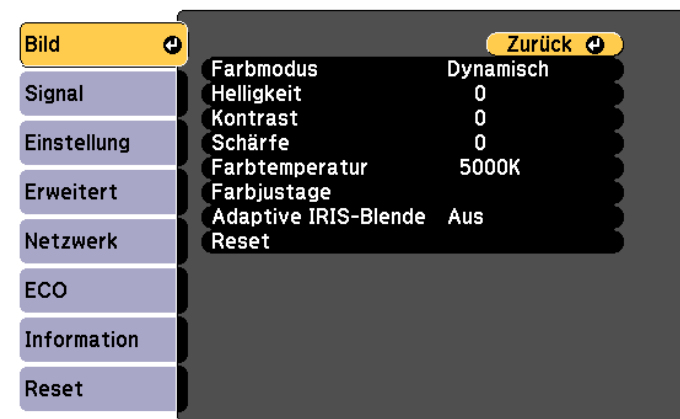 Bild
Signal
Einstellung
Erweitert
Netzwerk
ECO
Information
Reset
Zurück
Farbmodus Dynamisch
Helligkeit 0
Kontrast 0
Schärfe 0
Farbtemperatur 5000K
Farbjustage
Adaptive IRIS-Blende Aus
Reset